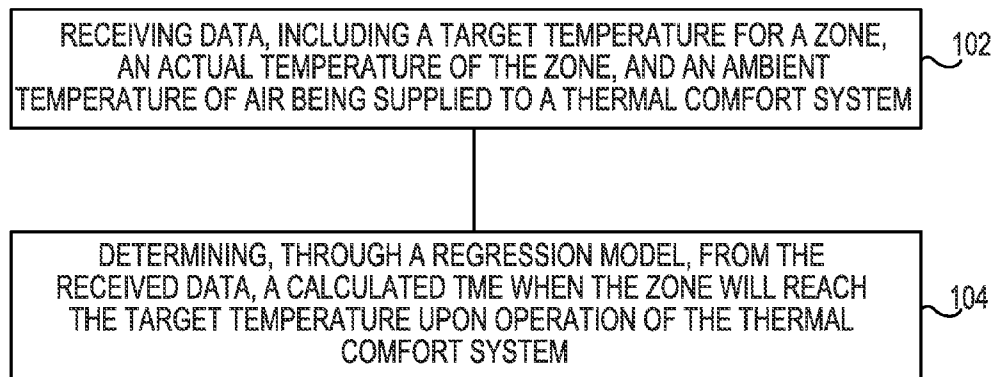 RECEIVING DATA, INCLUDING A TARGET TEMPERATURE FOR A ZONE,
AN ACTUAL TEMPERATURE OF THE ZONE, AND AN AMBIENT
TEMPERATURE OF AIR BEING SUPPLIED TO A THERMAL COMFORT SYSTEM
102
DETERMINING, THROUGH A REGRESSION MODEL, FROM THE
RECEIVED DATA, A CALCULATED TME WHEN THE ZONE WILL REACH
THE TARGET TEMPERATURE UPON OPERATION OF THE THERMAL
COMFORT SYSTEM
104